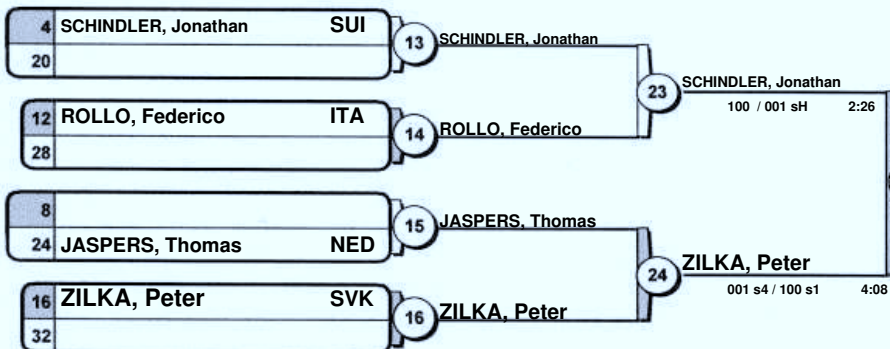 4 SCHINDLER, Jonathan SUI
20
13 SCHINDLER, Jonathan
12 ROLLO, Federico ITA
28
14 ROLLO, Federico
23 SCHINDLER, Jonathan
100 / 001 sH 2:26
8
24 JASPERS, Thomas NED
15 JASPERS, Thomas
16 ZILKA, Peter SVK
32
16 ZILKA, Peter
24 ZILKA, Peter
001 s4 / 100 s1 4:08